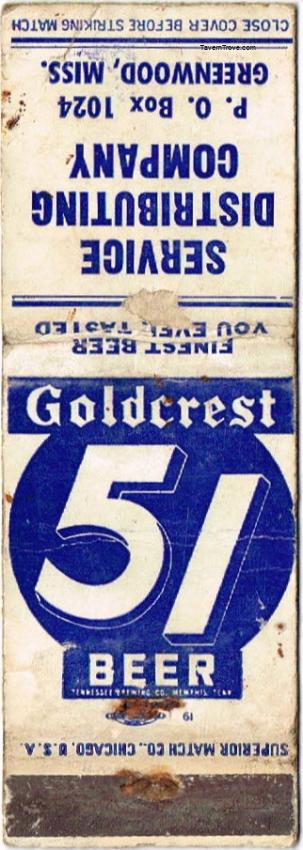 TavernTrove.com
CLOSE COVER BEFORE STRIKING MATCH
SERVICE
DISTRIBUTING
COMPANY
P. O. Box 1024
GREENWOOD, MISS.
FINEST BEER
YOU EVER TASTED
Goldcrest
51
BEER
TENNESSEE BREWING CO. MEMPHIS, TENN.
19
SUPERIOR MATCH CO., CHICAGO, U.S.A.